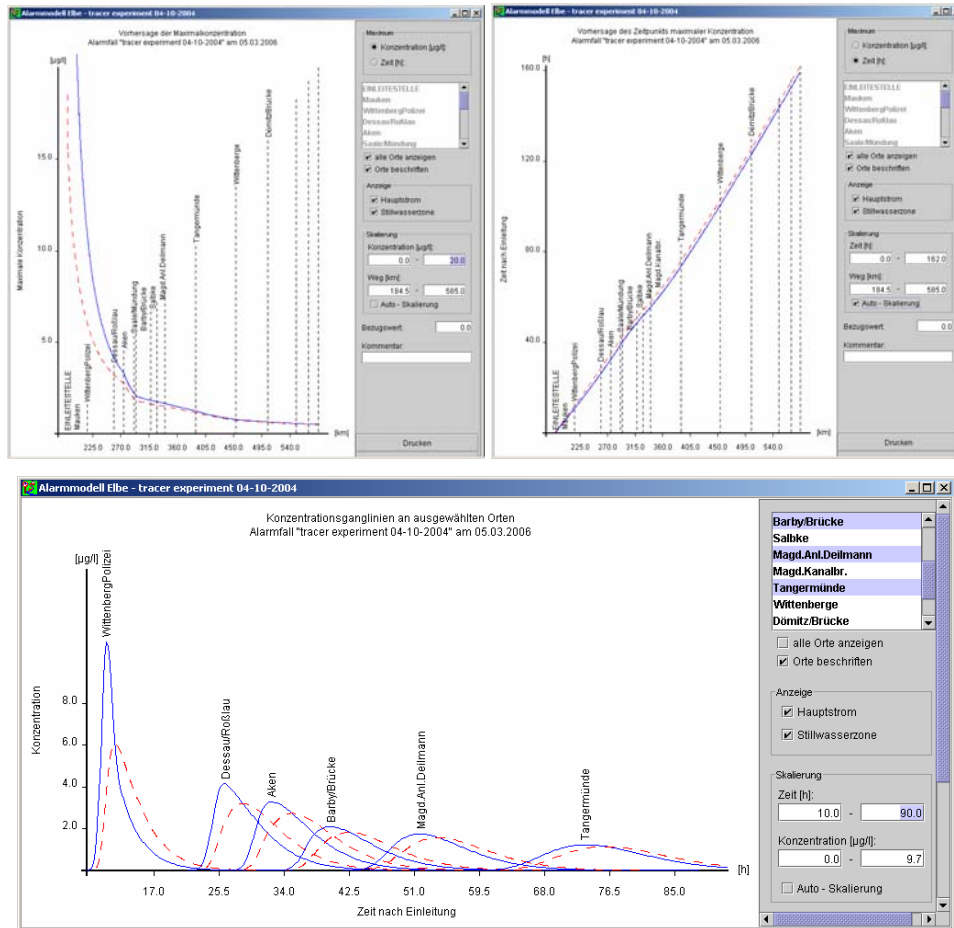 Alarmmodell Elbe - tracer experiment 04-10-2004
Vorhersage der Maximalkonzentration
Alarmfall "tracer experiment 04-10-2004" am 05.03.2006
[µg/l]
15.0
10.0
5.0
Maximale Konzentration
EINLEITESTELLE
Mauken
WittenbergPolizei
Dessau/Roßlau
Aken
Saale/Mündung
Barby/Brücke
Salbke
Magd.Anl.Deilmann
Tangermünde
Wittenberge
Dömitz/Brücke
225.0 270.0 315.0 360.0 405.0 450.0 495.0 540.0
[km]
Maximum
Konzentration [µg/l]:
Zeit [h]:
EINLEITESTELLE
Mauken
WittenbergPolizei
Dessau/Roßlau
Aken
Saale/Mündung
alle Orte anzeigen
Orte beschriften
Anzeige
Hauptstrom
Stillwasserzone
Skalierung
Konzentration [µg/l]:
0.0 - 20.0
Weg [km]:
184.5 - 585.0
Auto - Skalierung
Bezugswert: 0.0
Kommentar:
Drucken
Alarmmodell Elbe - tracer experiment 04-10-2004
Vorhersage des Zeitpunkts maximaler Konzentration
Alarmfall "tracer experiment 04-10-2004" am 05.03.2006
[h]
160.0
120.0
80.0
40.0
Zeit nach Einleitung
EINLEITESTELLE
Mauken
WittenbergPolizei
Dessau/Roßlau
Aken
Saale/Mündung
Barby/Brücke
Salbke
Magd.Anl.Deilmann
Magd.Kanalbr.
Tangermünde
Wittenberge
Dömitz/Brücke
225.0 270.0 315.0 360.0 405.0 450.0 495.0 540.0
[km]
Maximum
Konzentration [µg/l]:
Zeit [h]:
EINLEITESTELLE
Mauken
WittenbergPolizei
Dessau/Roßlau
Aken
Saale/Mündung
alle Orte anzeigen
Orte beschriften
Anzeige
Hauptstrom
Stillwasserzone
Skalierung
Zeit [h]:
0.0 - 162.0
Weg [km]:
184.5 - 585.0
Auto - Skalierung
Bezugswert: 0.0
Kommentar:
Drucken
Alarmmodell Elbe - tracer experiment 04-10-2004
Konzentrationsganglinien an ausgewählten Orten
Alarmfall "tracer experiment 04-10-2004" am 05.03.2006
[µg/l]
8.0
6.0
4.0
2.0
Konzentration
WittenbergPolizei
Dessau/Roßlau
Aken
Barby/Brücke
Magd.Anl.Deilmann
Tangermünde
[h]
17.0 25.5 34.0 42.5 51.0 59.5 68.0 76.5 85.0
Zeit nach Einleitung
Barby/Brücke
Salbke
Magd.Anl.Deilmann
Magd.Kanalbr.
Tangermünde
Wittenberge
Dömitz/Brücke
alle Orte anzeigen
Orte beschriften
Anzeige
Hauptstrom
Stillwasserzone
Skalierung
Zeit [h]:
10.0 - 90.0
Konzentration [µg/l]:
0.0 - 9.7
Auto - Skalierung